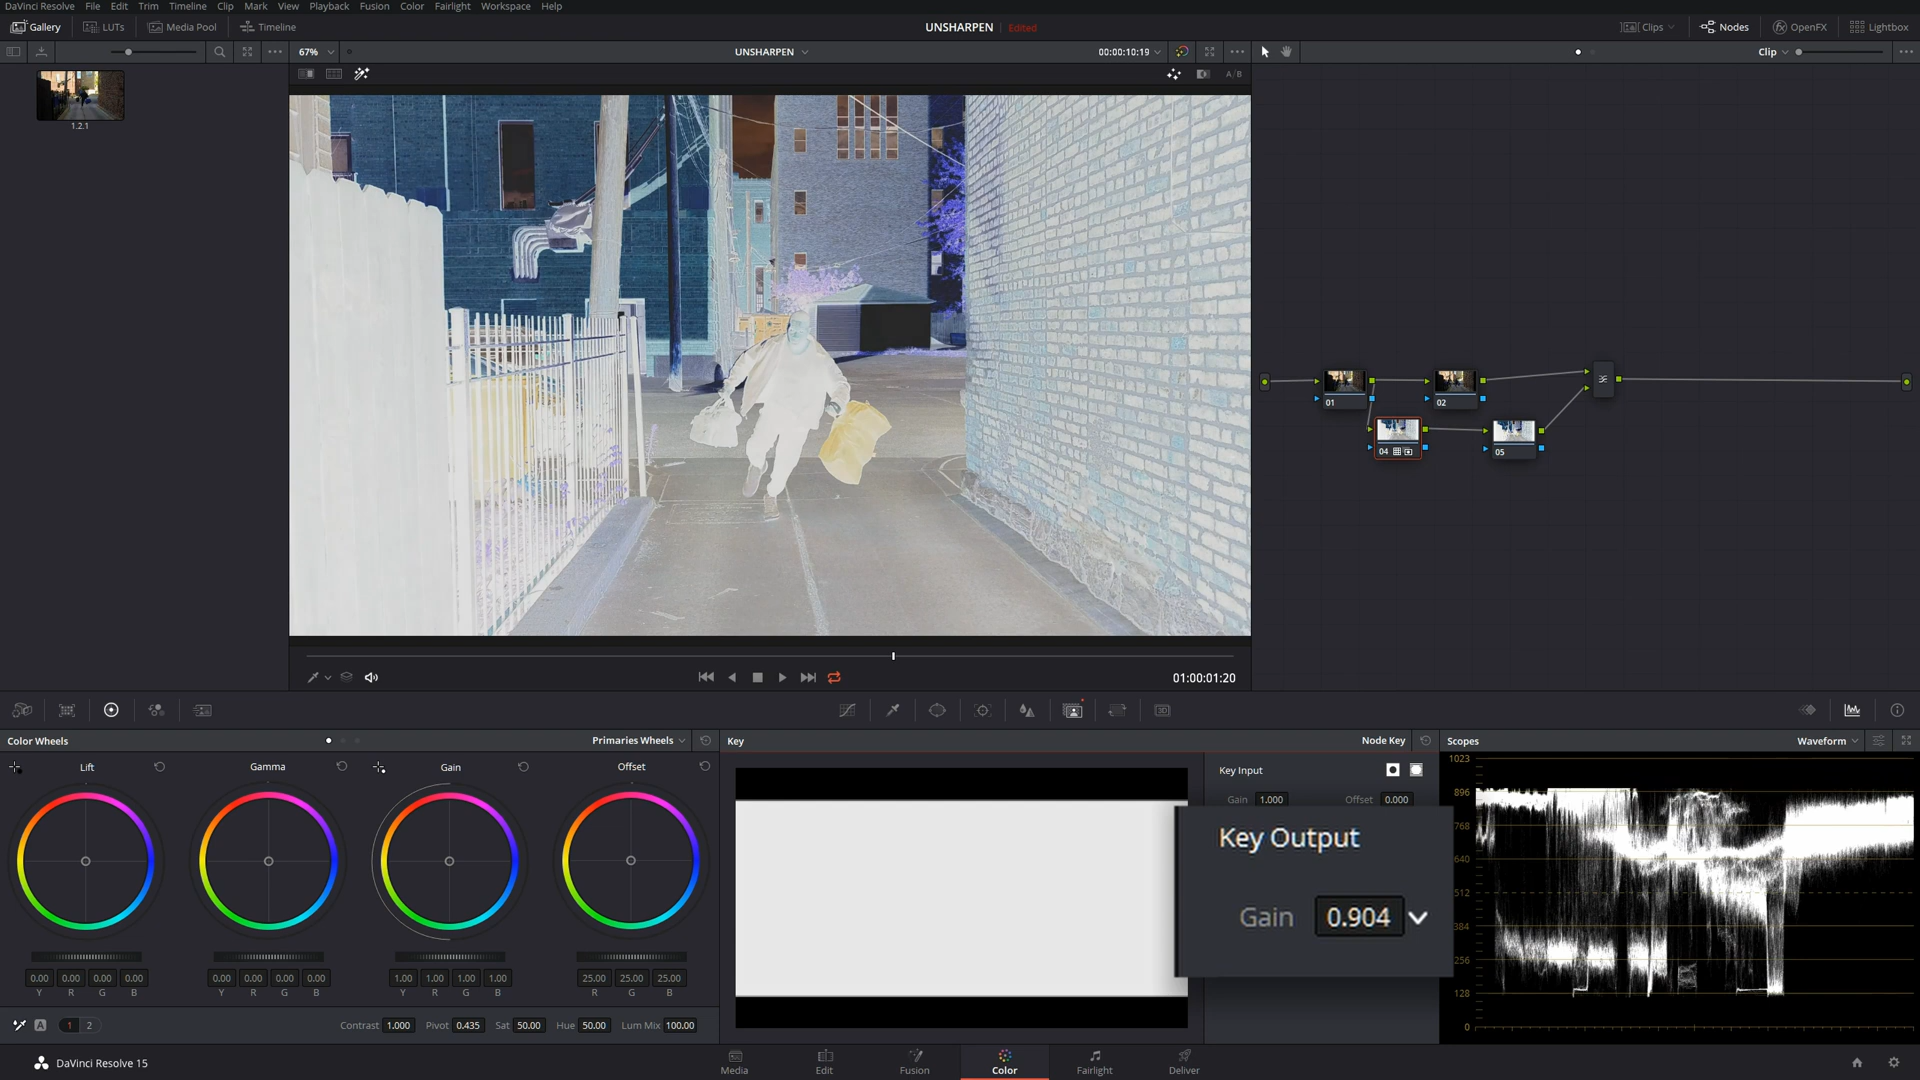 DaVinci Resolve File Edit Trim Timeline Clip Mark View Playback Fusion Color Fairlight Workspace Help
Gallery LUTs Media Pool Timeline UNSHARPEN Edited Clips Nodes OpenFX Lightbox
67% UNSHARPEN 00:00:10:19 Clip
A/B
1.2.1
01 02
04 05
01:00:01:20
Color Wheels Primaries Wheels Key Node Key Scopes Waveform
Lift Gamma Gain Offset
Key Input
Gain 1.000 Offset 0.000
Key Output
Gain 0.904
1023
896
768
640
512
384
256
128
0
0.00 0.00 0.00 0.00 0.00 0.00 0.00 0.00 1.00 1.00 1.00 1.00 25.00 25.00 25.00
Y R G B Y R G B Y R G B R G B
A 1 2 Contrast 1.000 Pivot 0.435 Sat 50.00 Hue 50.00 Lum Mix 100.00
DaVinci Resolve 15 Media Edit Fusion Color Fairlight Deliver